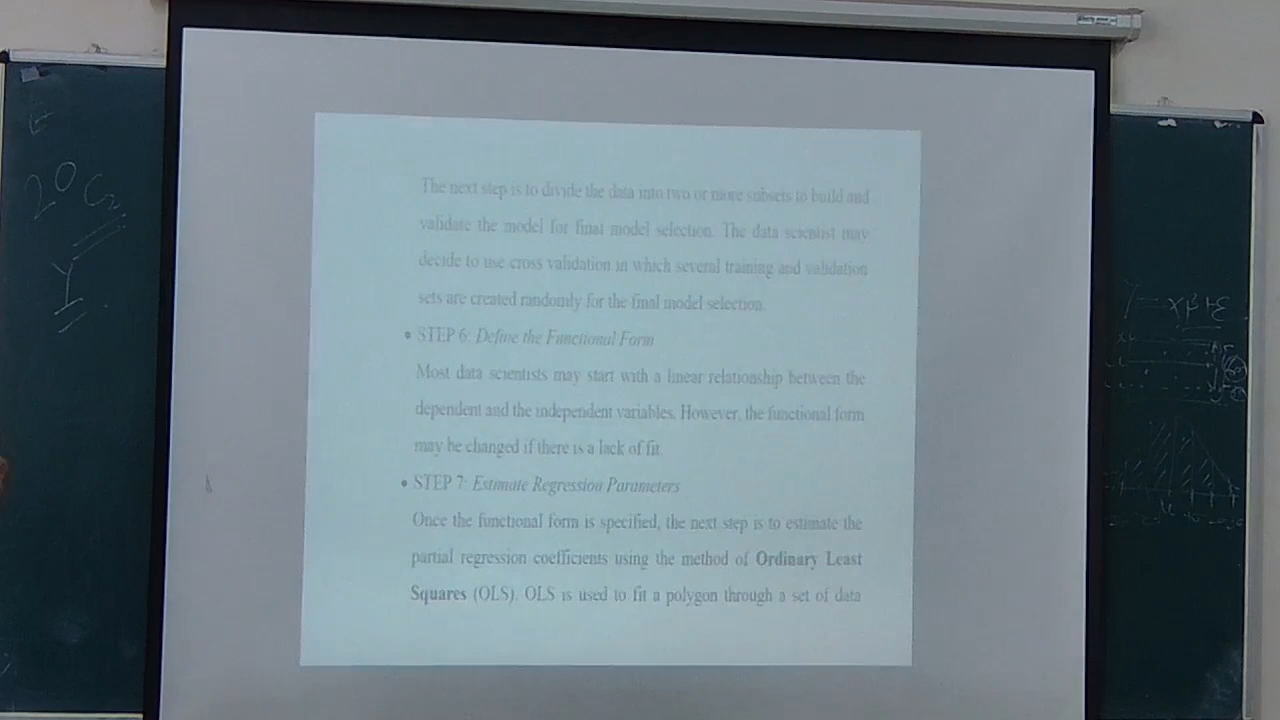 20C₂
Y
The next step is to divide the data into two or more subsets to build and
validate the model for final model selection. The data scientist may
decide to use cross validation in which several training and validation
sets are created randomly for the final model selection.
• STEP 6: Define the Functional Form
Most data scientists may start with a linear relationship between the
dependent and the independent variables. However, the functional form
may be changed if there is a lack of fit.
• STEP 7: Estimate Regression Parameters
Once the functional form is specified, the next step is to estimate the
partial regression coefficients using the method of Ordinary Least
Squares (OLS). OLS is used to fit a polygon through a set of data
Y = Xβ+ε